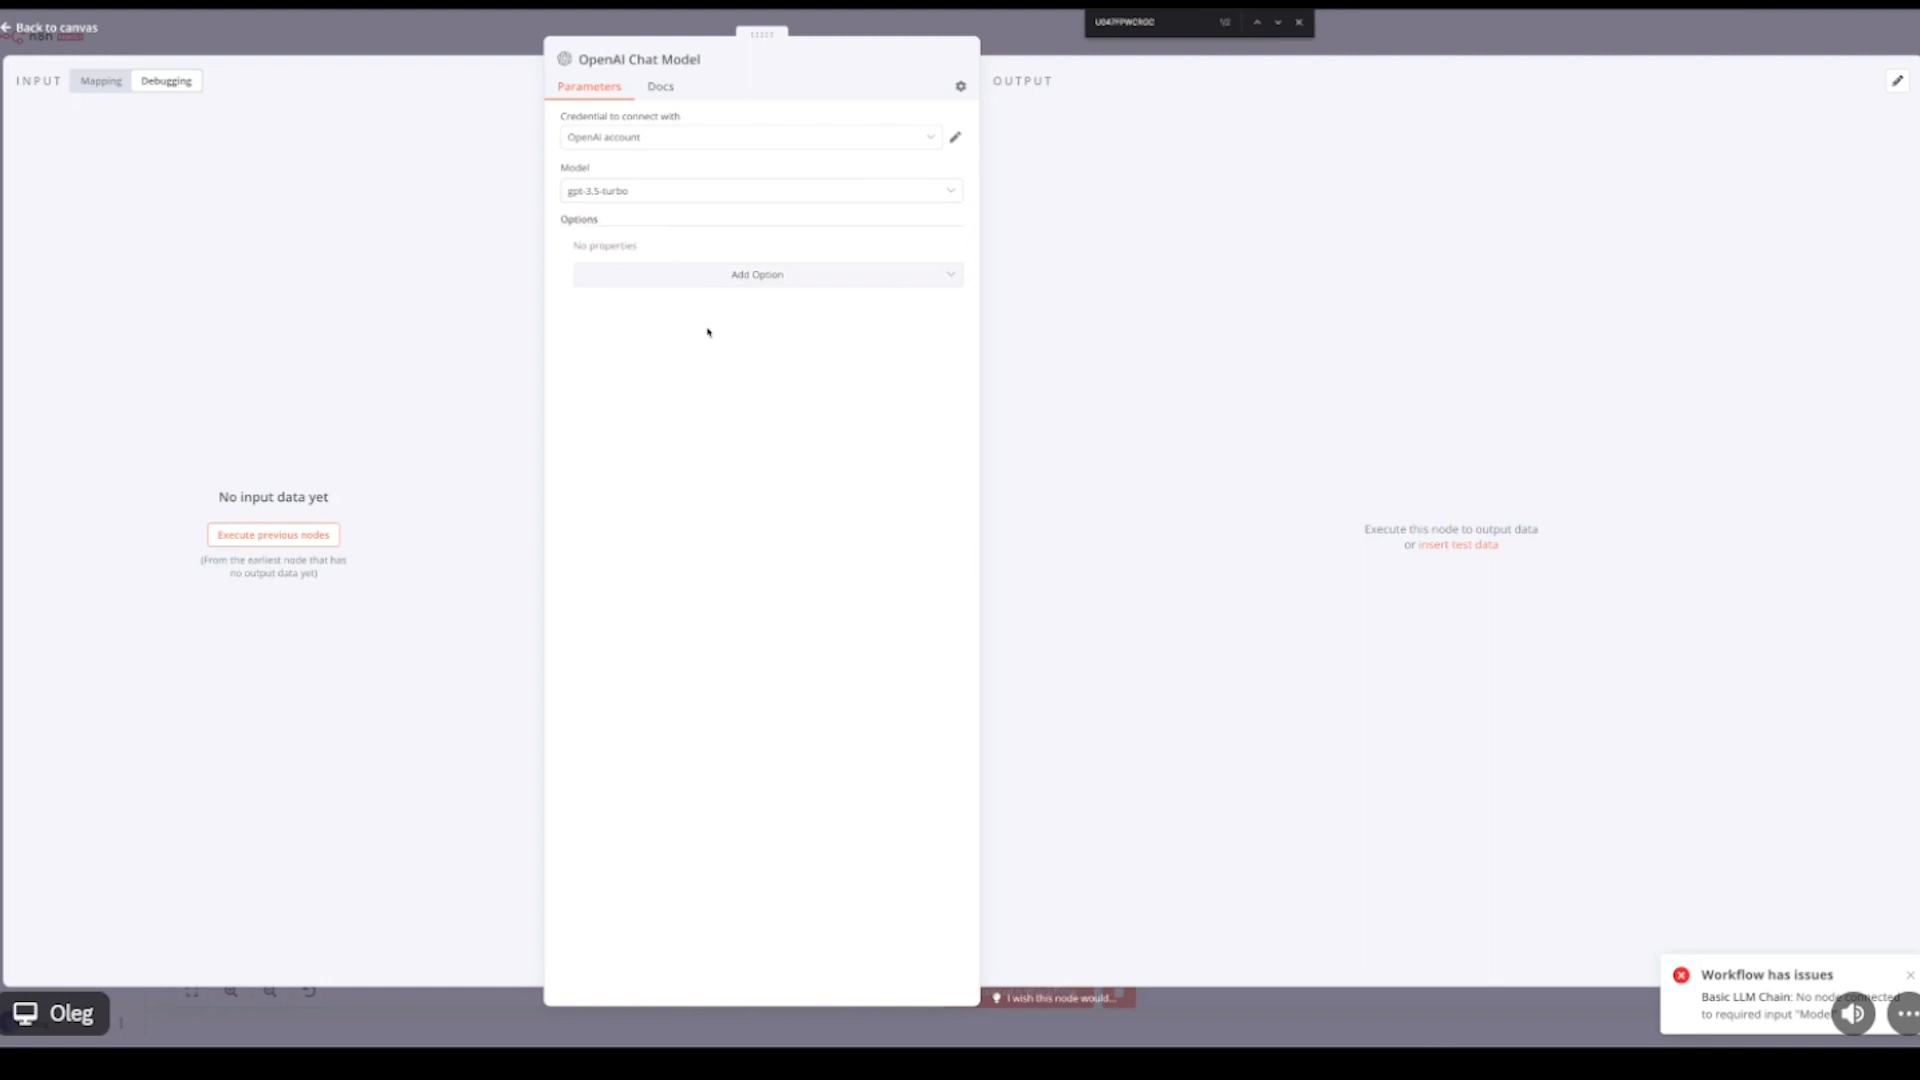 Back to canvas
n8n
INPUT
Mapping
Debugging
No input data yet
Execute previous nodes
(From the earliest node that has
no output data yet)
OpenAI Chat Model
Parameters
Docs
Credential to connect with
OpenAI account
Model
gpt-3.5-turbo
Options
No properties
Add Option
I wish this node would...
1/2
OUTPUT
Execute this node to output data
or insert test data
Workflow has issues
Basic LLM Chain: No node connected
to required input "Model
Oleg